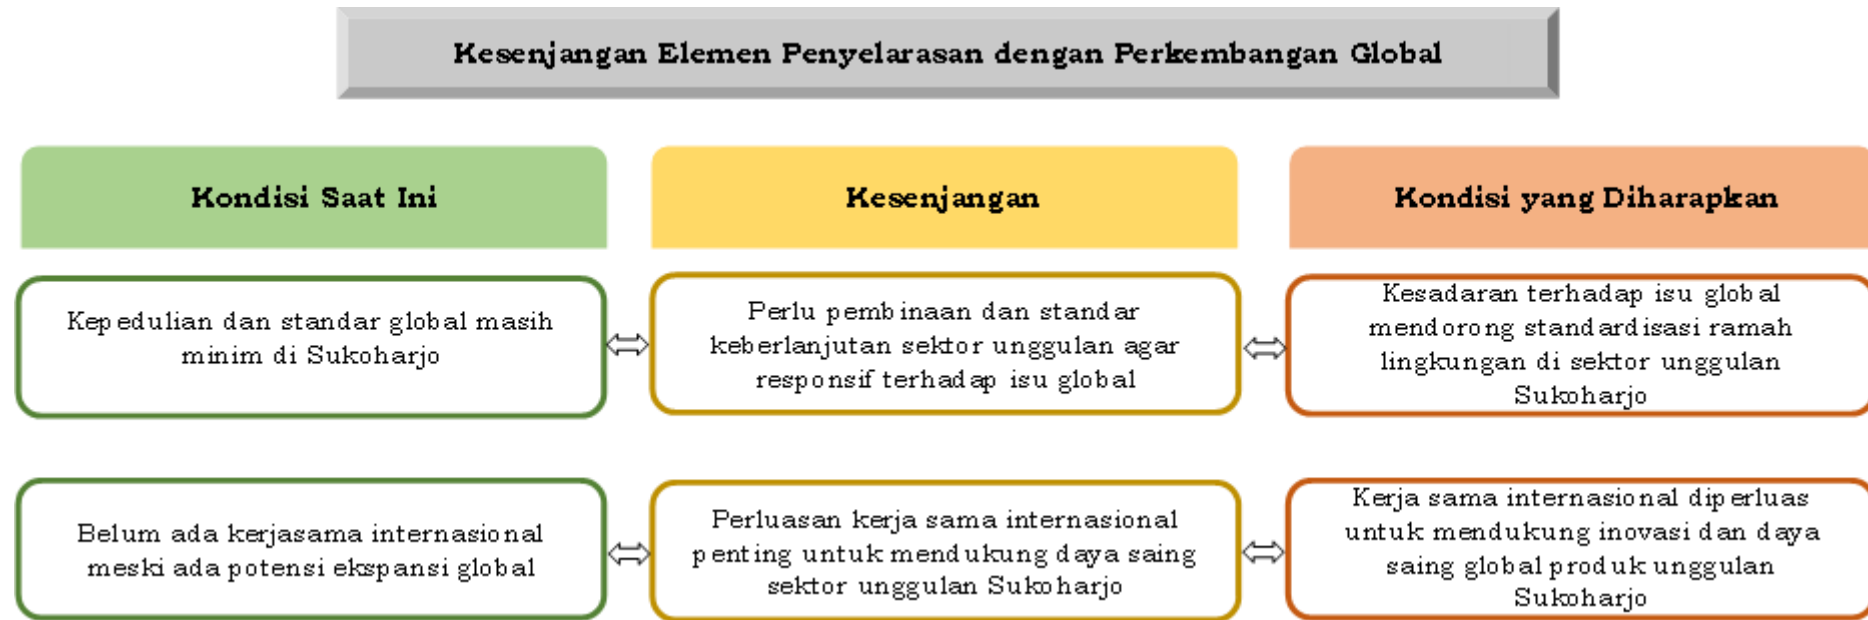 Kesenjangan Elemen Penyelarasan dengan Perkembangan Global
Kondisi Saat Ini
Kesenjangan
Kondisi yang Diharapkan
Kepedulian dan standar global masih
minim di Sukoharjo
Perlu pembinaan dan standar
keberlanjutan sektor unggulan agar
responsif terhadap isu global
Kesadaran terhadap isu global
mendorong standardisasi ramah
lingkungan di sektor unggulan
Sukoharjo
Belum ada kerjasama internasional
meski ada potensi ekspansi global
Perluasan kerja sama internasional
penting untuk mendukung daya saing
sektor unggulan Sukoharjo
Kerja sama internasional diperluas
untuk mendukung inovasi dan daya
saing global produk unggulan
Sukoharjo